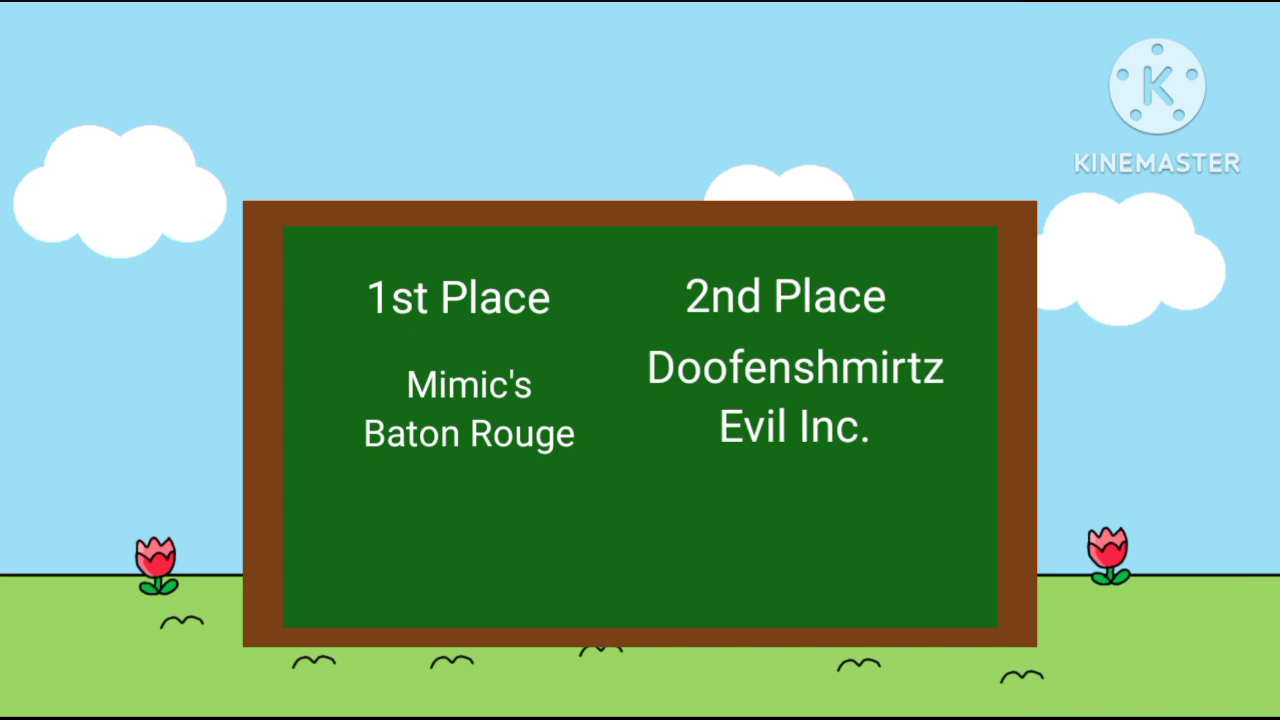 K
KINEMASTER
1st Place
Mimic's
Baton Rouge
2nd Place
Doofenshmirtz
Evil Inc.